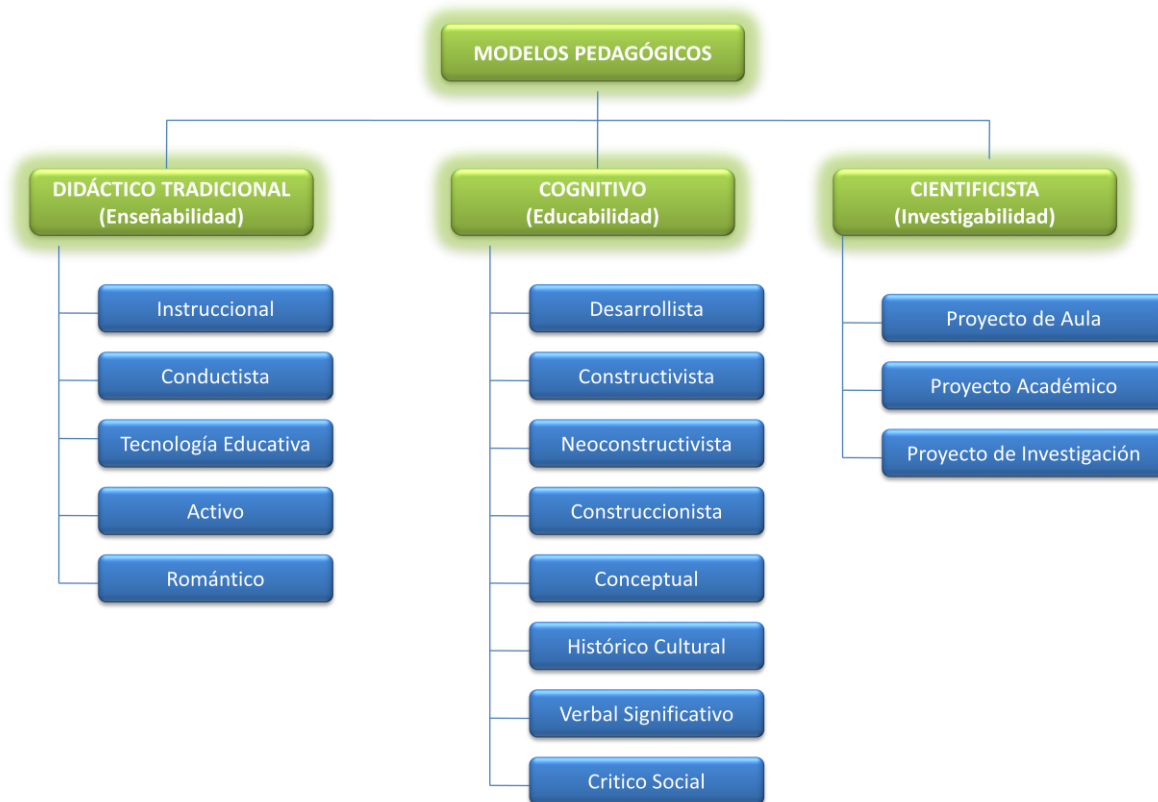 MODELOS PEDAGÓGICOS
DIDÁCTICO TRADICIONAL
(Enseñabilidad)
Instruccional
Conductista
Tecnología Educativa
Activo
Romántico
COGNITIVO
(Educabilidad)
Desarrollista
Constructivista
Neoconstructivista
Construccionista
Conceptual
Histórico Cultural
Verbal Significativo
Critico Social
CIENTIFICISTA
(Investigabilidad)
Proyecto de Aula
Proyecto Académico
Proyecto de Investigación